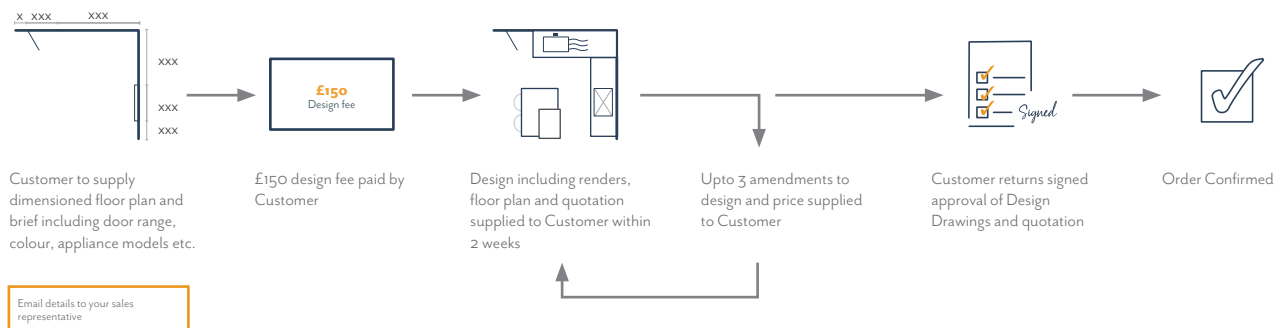 x xxx xxx
xxx
xxx
xxx
£150
Design fee
Signed
Customer to supply
dimensioned floor plan and
brief including door range,
colour, appliance models etc.
£150 design fee paid by
Customer
Design including renders,
floor plan and quotation
supplied to Customer within
2 weeks
Upto 3 amendments to
design and price supplied
to Customer
Customer returns signed
approval of Design
Drawings and quotation
Order Confirmed
Email details to your sales
representative